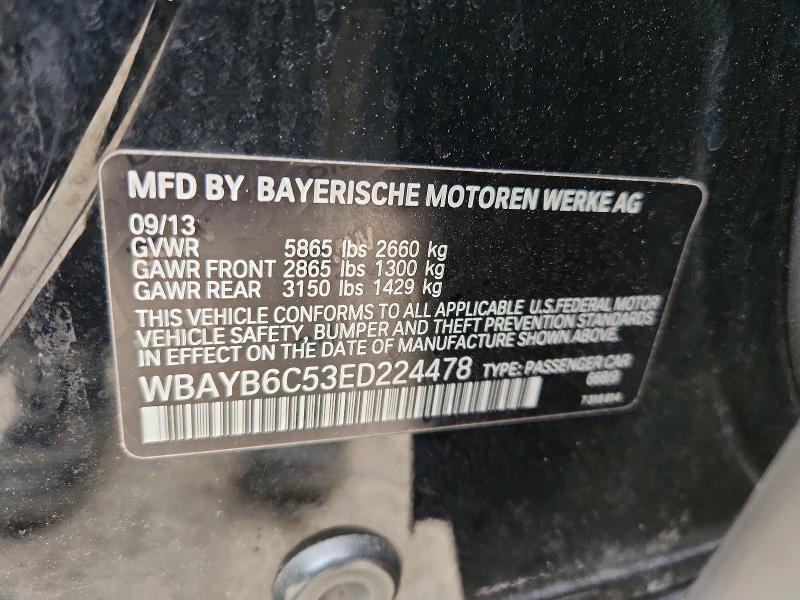 MFD BY BAYERISCHE MOTOREN WERKE AG
09/13
GVWR 5865 lbs 2660 kg
GAWR FRONT 2865 lbs 1300 kg
GAWR REAR 3150 lbs 1429 kg
THIS VEHICLE CONFORMS TO ALL APPLICABLE U.S.FEDERAL MOTOR
VEHICLE SAFETY, BUMPER AND THEFT PREVENTION STANDARDS
IN EFFECT ON THE DATE OF MANUFACTURE SHOWN ABOVE.
WBAYB6C53ED224478 TYPE: PASSENGER CAR